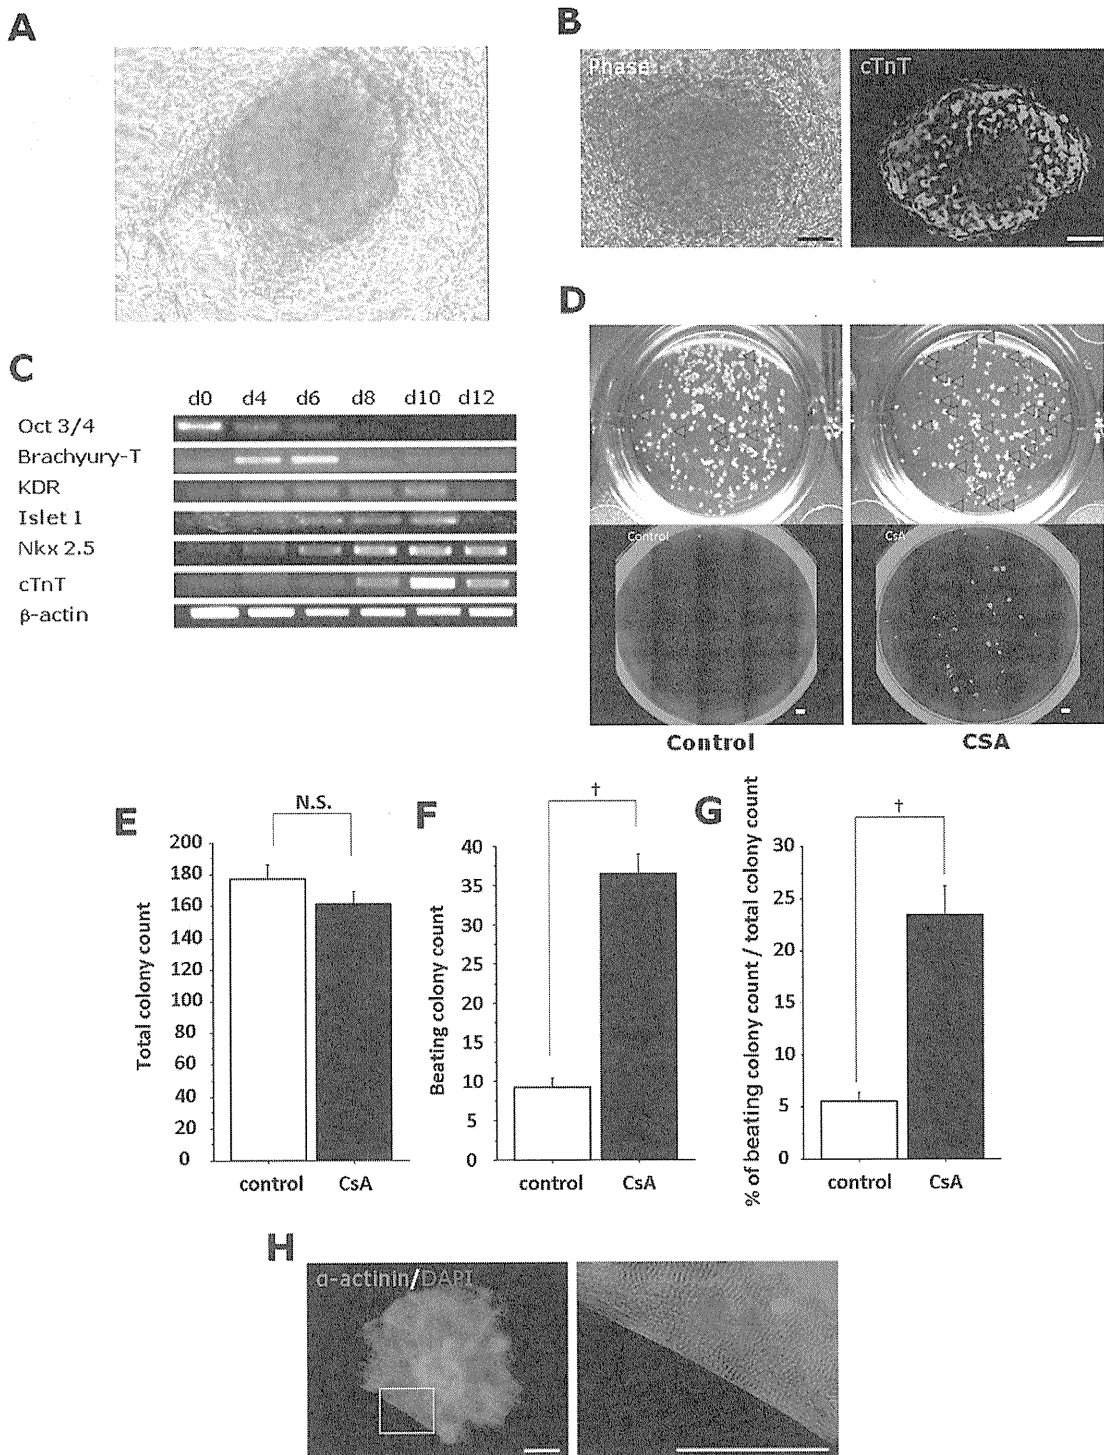 A
B
Phase
cTnT
C
d0 d4 d6 d8 d10 d12
Oct 3/4
Brachyury-T
KDR
Islet 1
Nkx 2.5
cTnT
β-actin
D
Control
CsA
Control
CSA
E
N.S.
Total colony count
200
180
160
140
120
100
80
60
40
20
0
control
CsA
F
†
Beating colony count
40
35
30
25
20
15
10
5
0
control
CsA
G
†
% of beating colony count / total colony count
30
25
20
15
10
5
0
control
CsA
H
α-actinin/DAPI